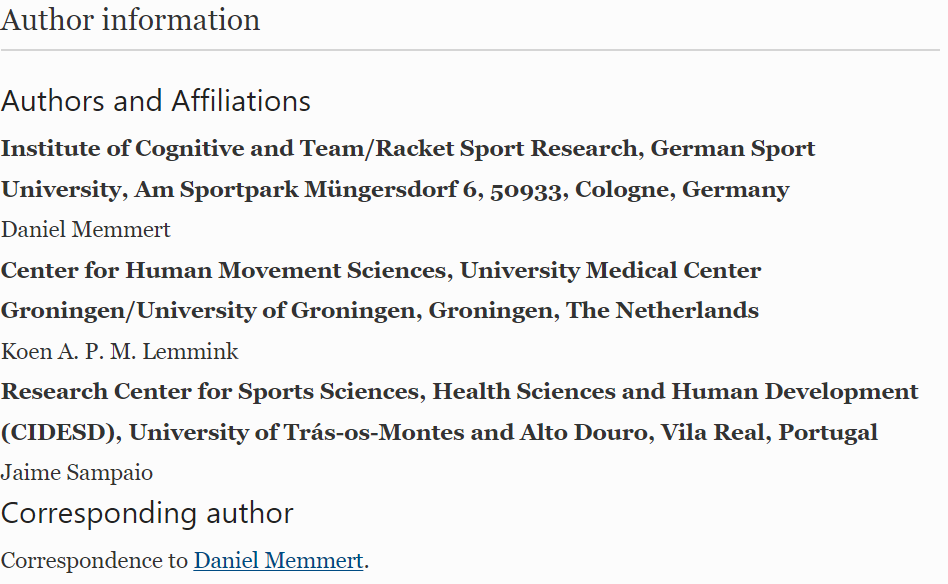 Author information
Authors and Affiliations
Institute of Cognitive and Team/Racket Sport Research, German Sport
University, Am Sportpark Müngersdorf 6, 50933, Cologne, Germany
Daniel Memmert
Center for Human Movement Sciences, University Medical Center
Groningen/University of Groningen, Groningen, The Netherlands
Koen A. P. M. Lemmink
Research Center for Sports Sciences, Health Sciences and Human Development
(CIDESD), University of Trás-os-Montes and Alto Douro, Vila Real, Portugal
Jaime Sampaio
Corresponding author
Correspondence to Daniel Memmert.